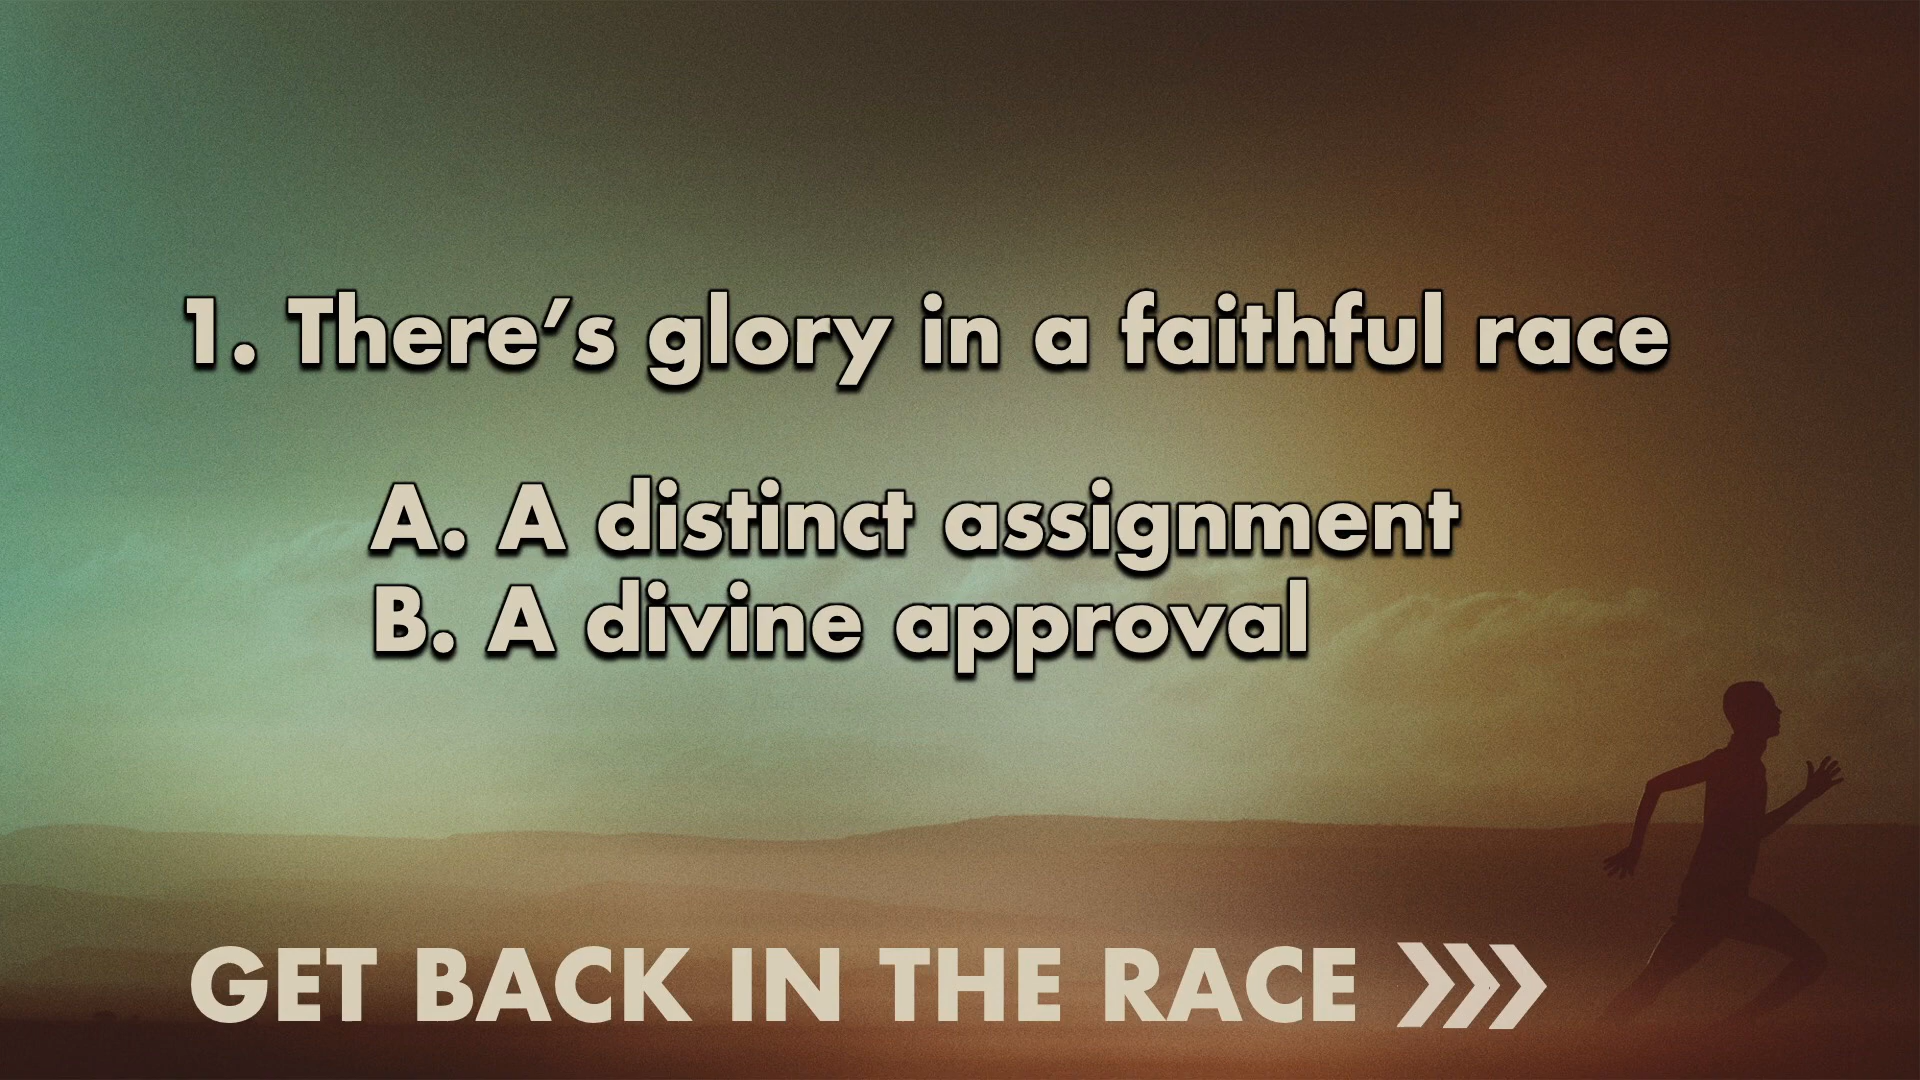 1. There’s glory in a faithful race
A. A distinct assignment
B. A divine approval
GET BACK IN THE RACE